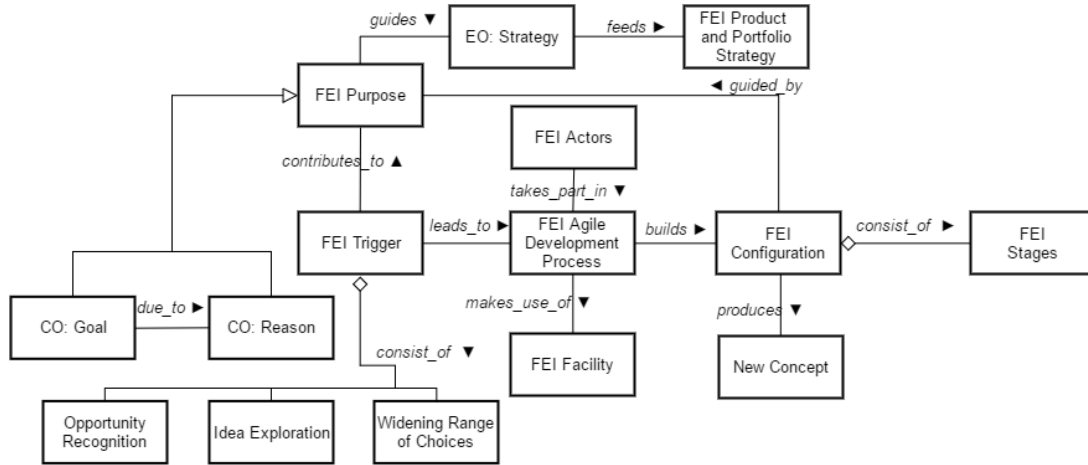 guides ▼
EO: Strategy
feeds ►
FEI Product
and Portfolio
Strategy
FEI Purpose
◄ guided_by
FEI Actors
contributes_to ▲
takes_part_in ▼
FEI Trigger
leads_to ►
FEI Agile
Development
Process
builds ►
FEI
Configuration
consist_of ►
FEI
Stages
CO: Goal
due_to ►
CO: Reason
makes_use_of ▼
produces ▼
consist_of ▼
FEI Facility
New Concept
Opportunity
Recognition
Idea Exploration
Widening Range
of Choices